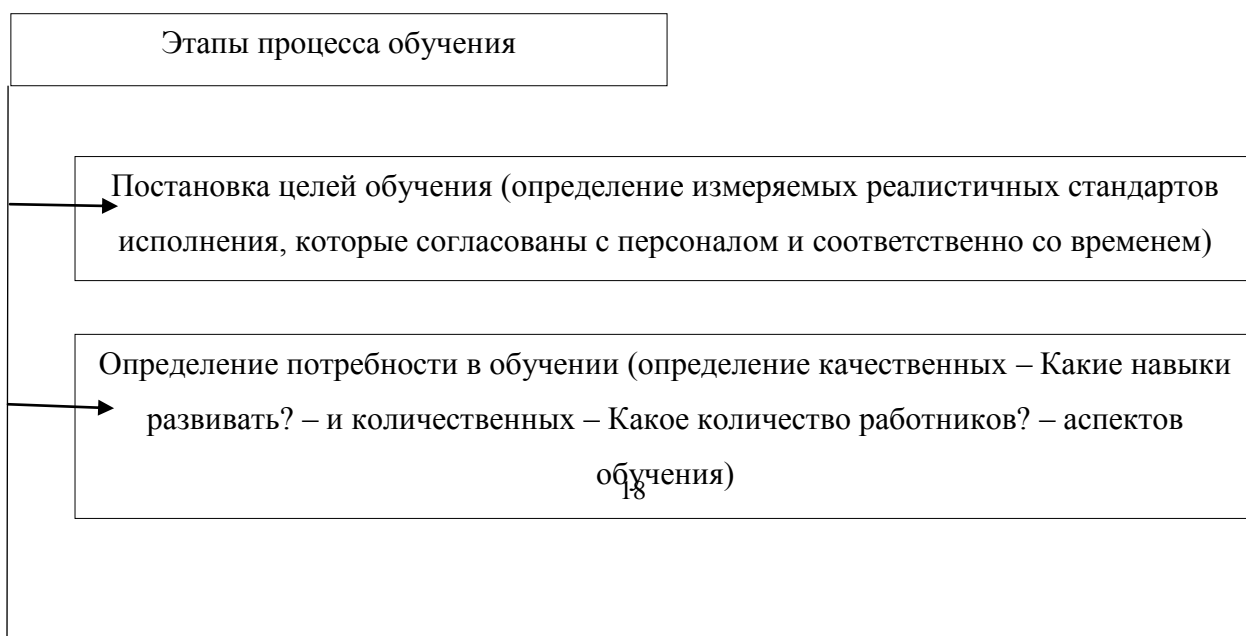 Этапы процесса обучения
Постановка целей обучения (определение измеряемых реалистичных стандартов
исполнения, которые согласованы с персоналом и соответственно со временем)
Определение потребности в обучении (определение качественных – Какие навыки
развивать? – и количественных – Какое количество работников? – аспектов
обучения)
18